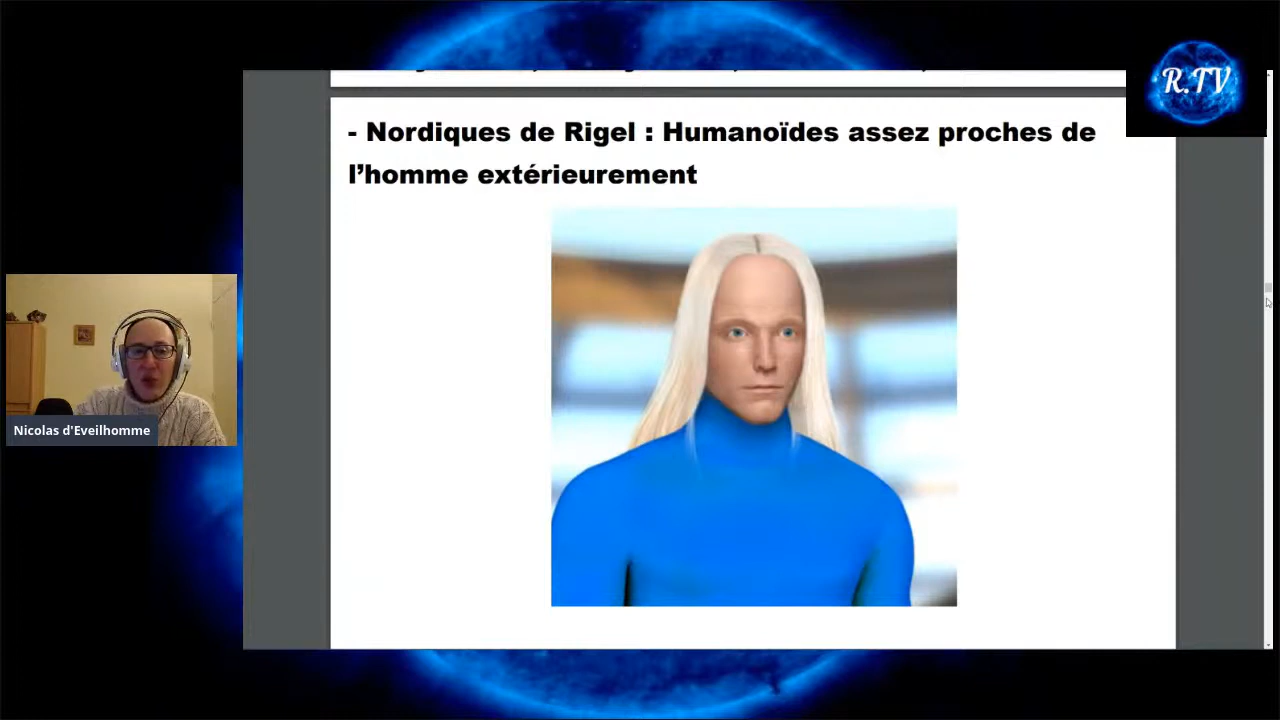 R.TV
- Nordiques de Rigel : Humanoïdes assez proches de
l’homme extérieurement
Nicolas d'Eveilhomme